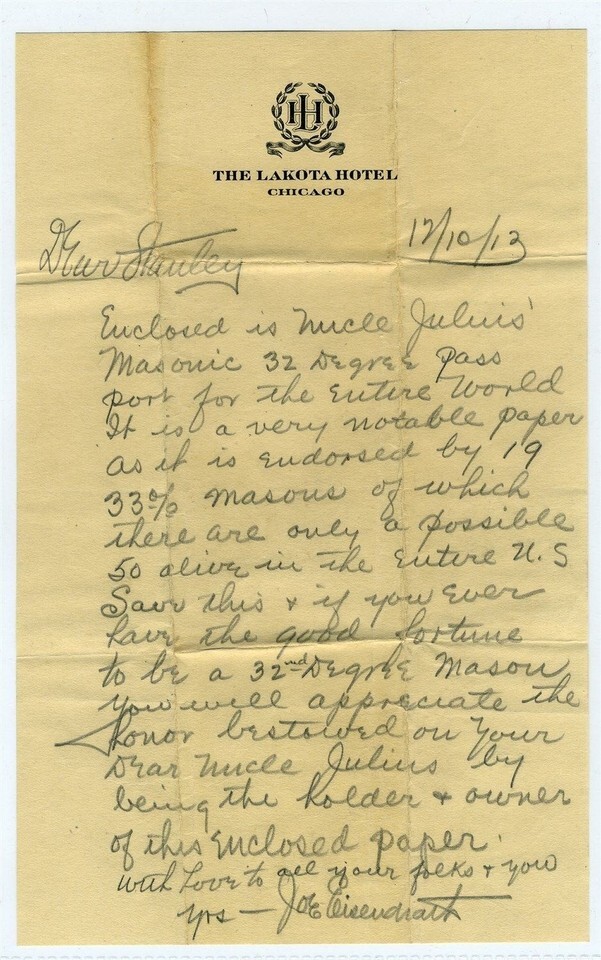 LH
THE LAKOTA HOTEL
CHICAGO
12/10/13
Dear Stanley
Enclosed is Uncle Julius'
Masonic 32 Degree pass
port for the Entire World
It is a very notable paper
as it is Endorsed by 19
33% masons of which
there are only a possible
50 alive in the Entire U.S
Save this & if you Ever
have the good fortune
to be a 32nd Degree Mason
you will appreciate the
honor bestowed on your
Dear Uncle Julius by
being the holder & owner
of this Enclosed paper.
with Love to all your folks & you
yrs — Joe Eisendrath